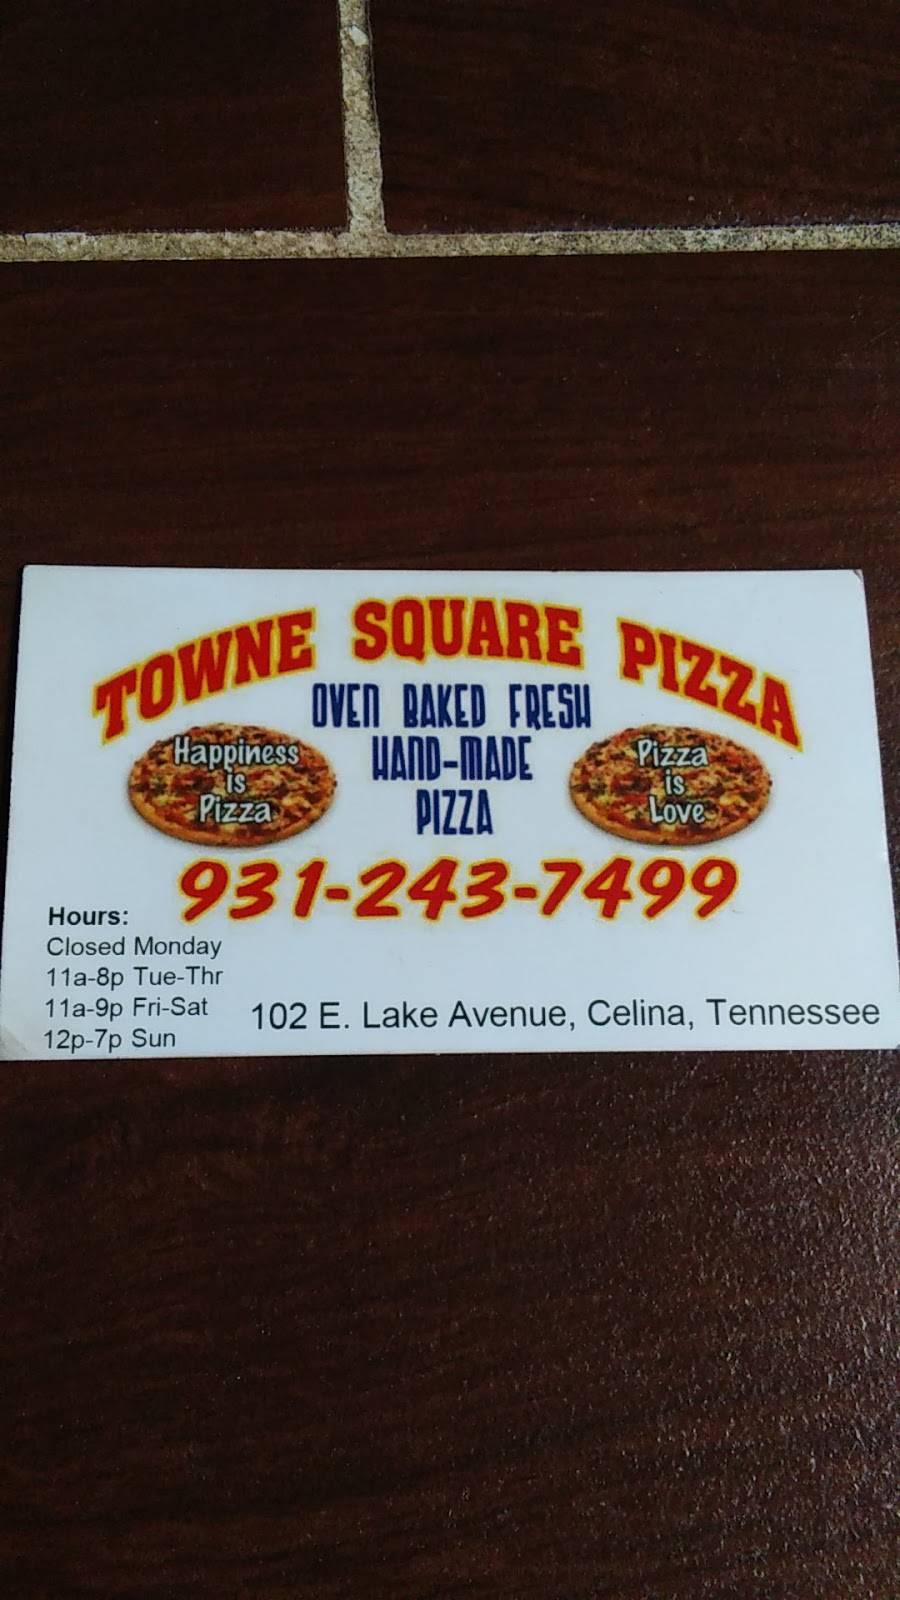 TOWNE SQUARE PIZZA
OVEN BAKED FRESH
HAND-MADE
PIZZA
Happiness
is
Pizza
Pizza
is
Love
931-243-7499
Hours:
Closed Monday
11a-8p Tue-Thr
11a-9p Fri-Sat
12p-7p Sun
102 E. Lake Avenue, Celina, Tennessee